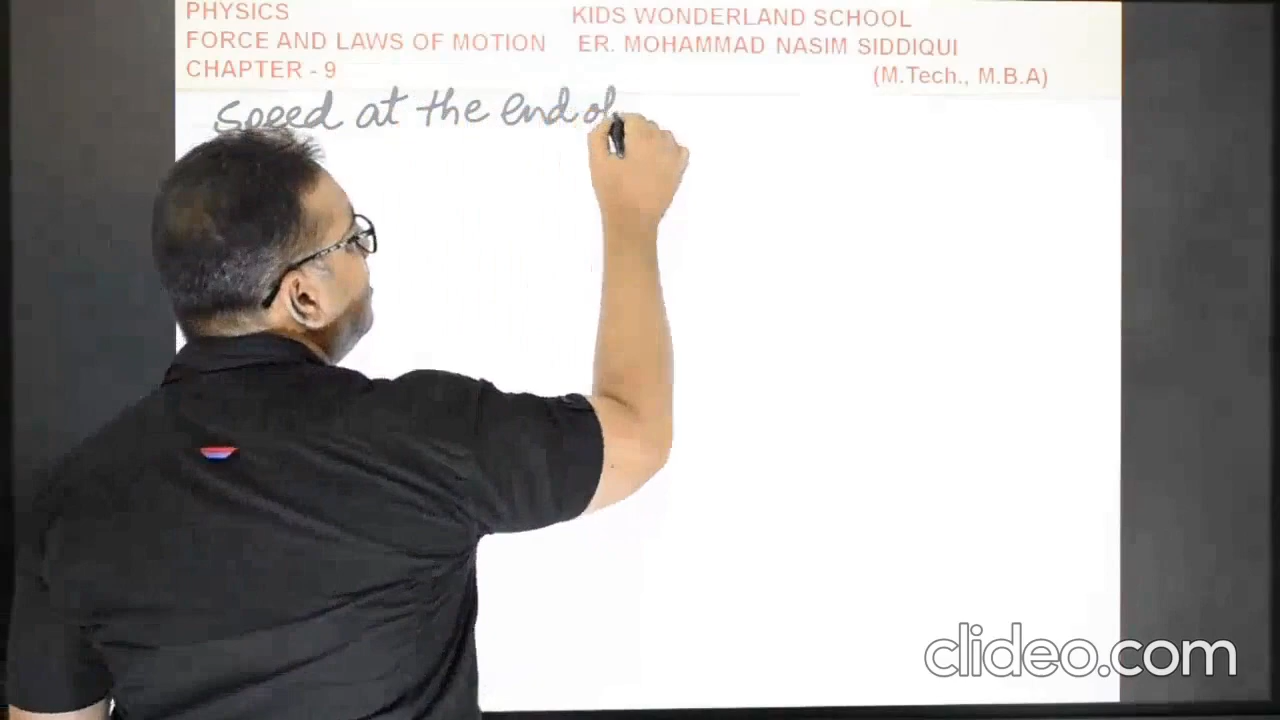 PHYSICS
KIDS WONDERLAND SCHOOL
FORCE AND LAWS OF MOTION
ER. MOHAMMAD NASIM SIDDIQUI
CHAPTER - 9
(M.Tech., M.B.A)
Speed at the end of
clideo.com